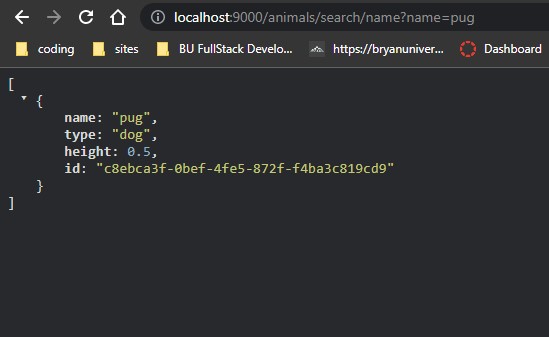 localhost:9000/animals/search/name?name=pug
coding sites BU FullStack Develo... https://bryanuniver... Dashboard
[
{
name: "pug",
type: "dog",
height: 0.5,
id: "c8ebca3f-0bef-4fe5-872f-f4ba3c819cd9"
}
]